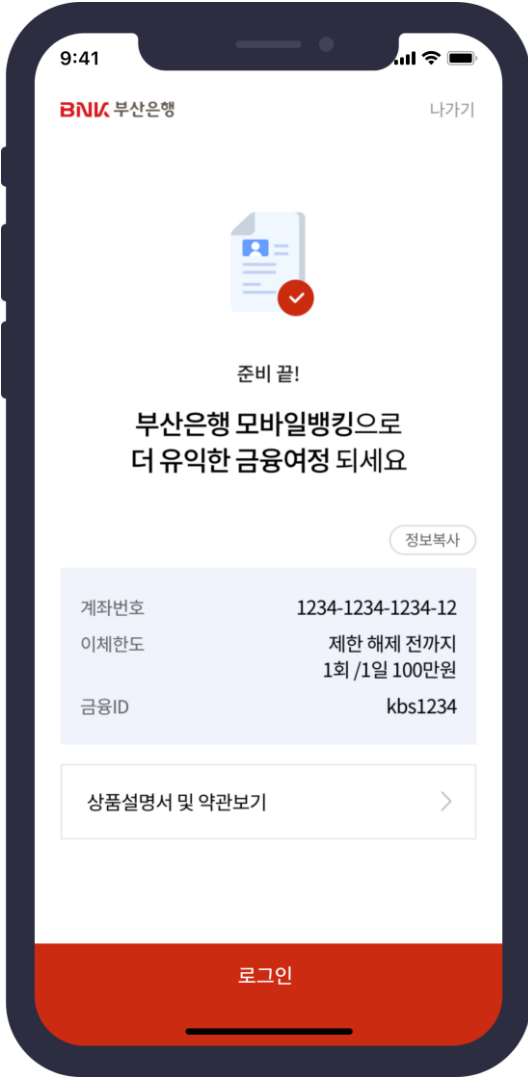 9:41
BNK 부산은행
나가기
준비 끝!
부산은행 모바일뱅킹으로
더 유익한 금융여정 되세요
정보복사
계좌번호 1234-1234-1234-12
이체한도 제한 해제 전까지
1회 /1일 100만원
금융ID kbs1234
상품설명서 및 약관보기
로그인